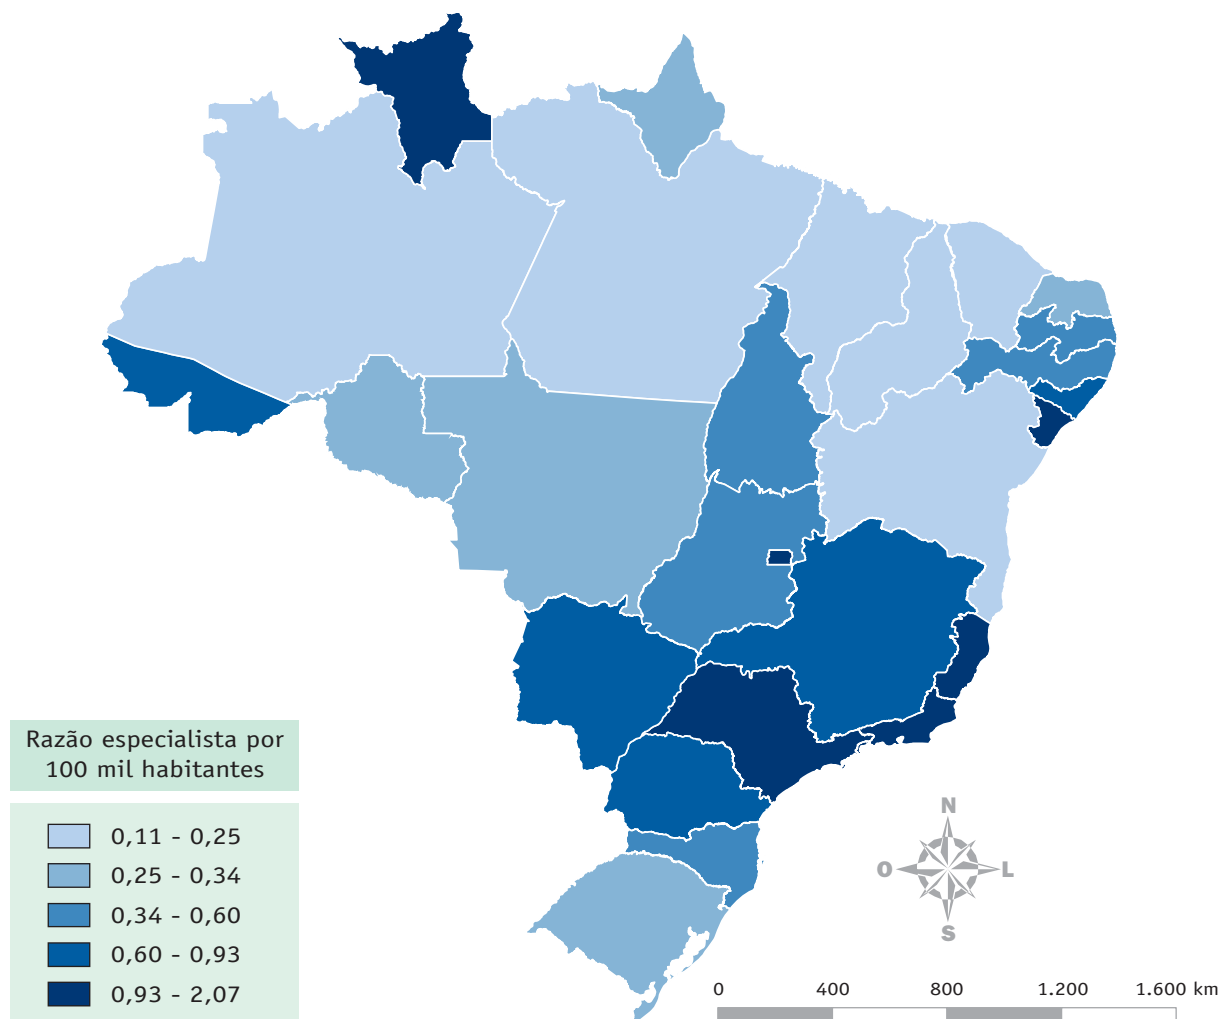 Razão especialista por
100 mil habitantes
0,11 - 0,25
0,25 - 0,34
0,34 - 0,60
0,60 - 0,93
0,93 - 2,07
N
O L
S
0 400 800 1.200 1.600 km